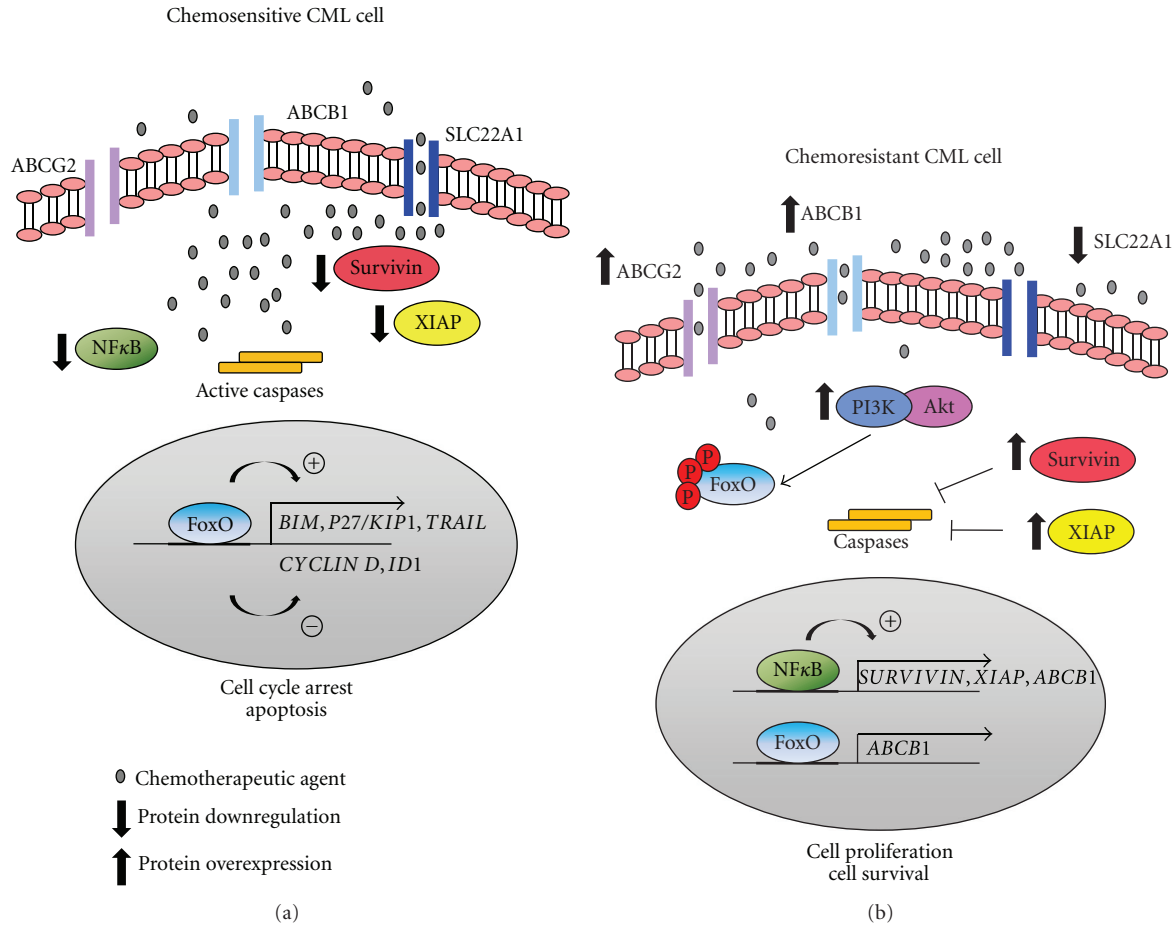 Chemosensitive CML cell
ABCB1
SLC22A1
ABCG2
Survivin
XIAP
NFκB
Active caspases
+
FoxO
BIM, P27/KIP1, TRAIL
CYCLIN D, ID1
−
Cell cycle arrest
apoptosis
Chemotherapeutic agent
Protein downregulation
Protein overexpression
(a)
Chemoresistant CML cell
ABCB1
SLC22A1
ABCG2
PI3K
Akt
P
P
P
FoxO
Survivin
XIAP
Caspases
+
NFκB
SURVIVIN, XIAP, ABCB1
FoxO
ABCB1
Cell proliferation
cell survival
(b)